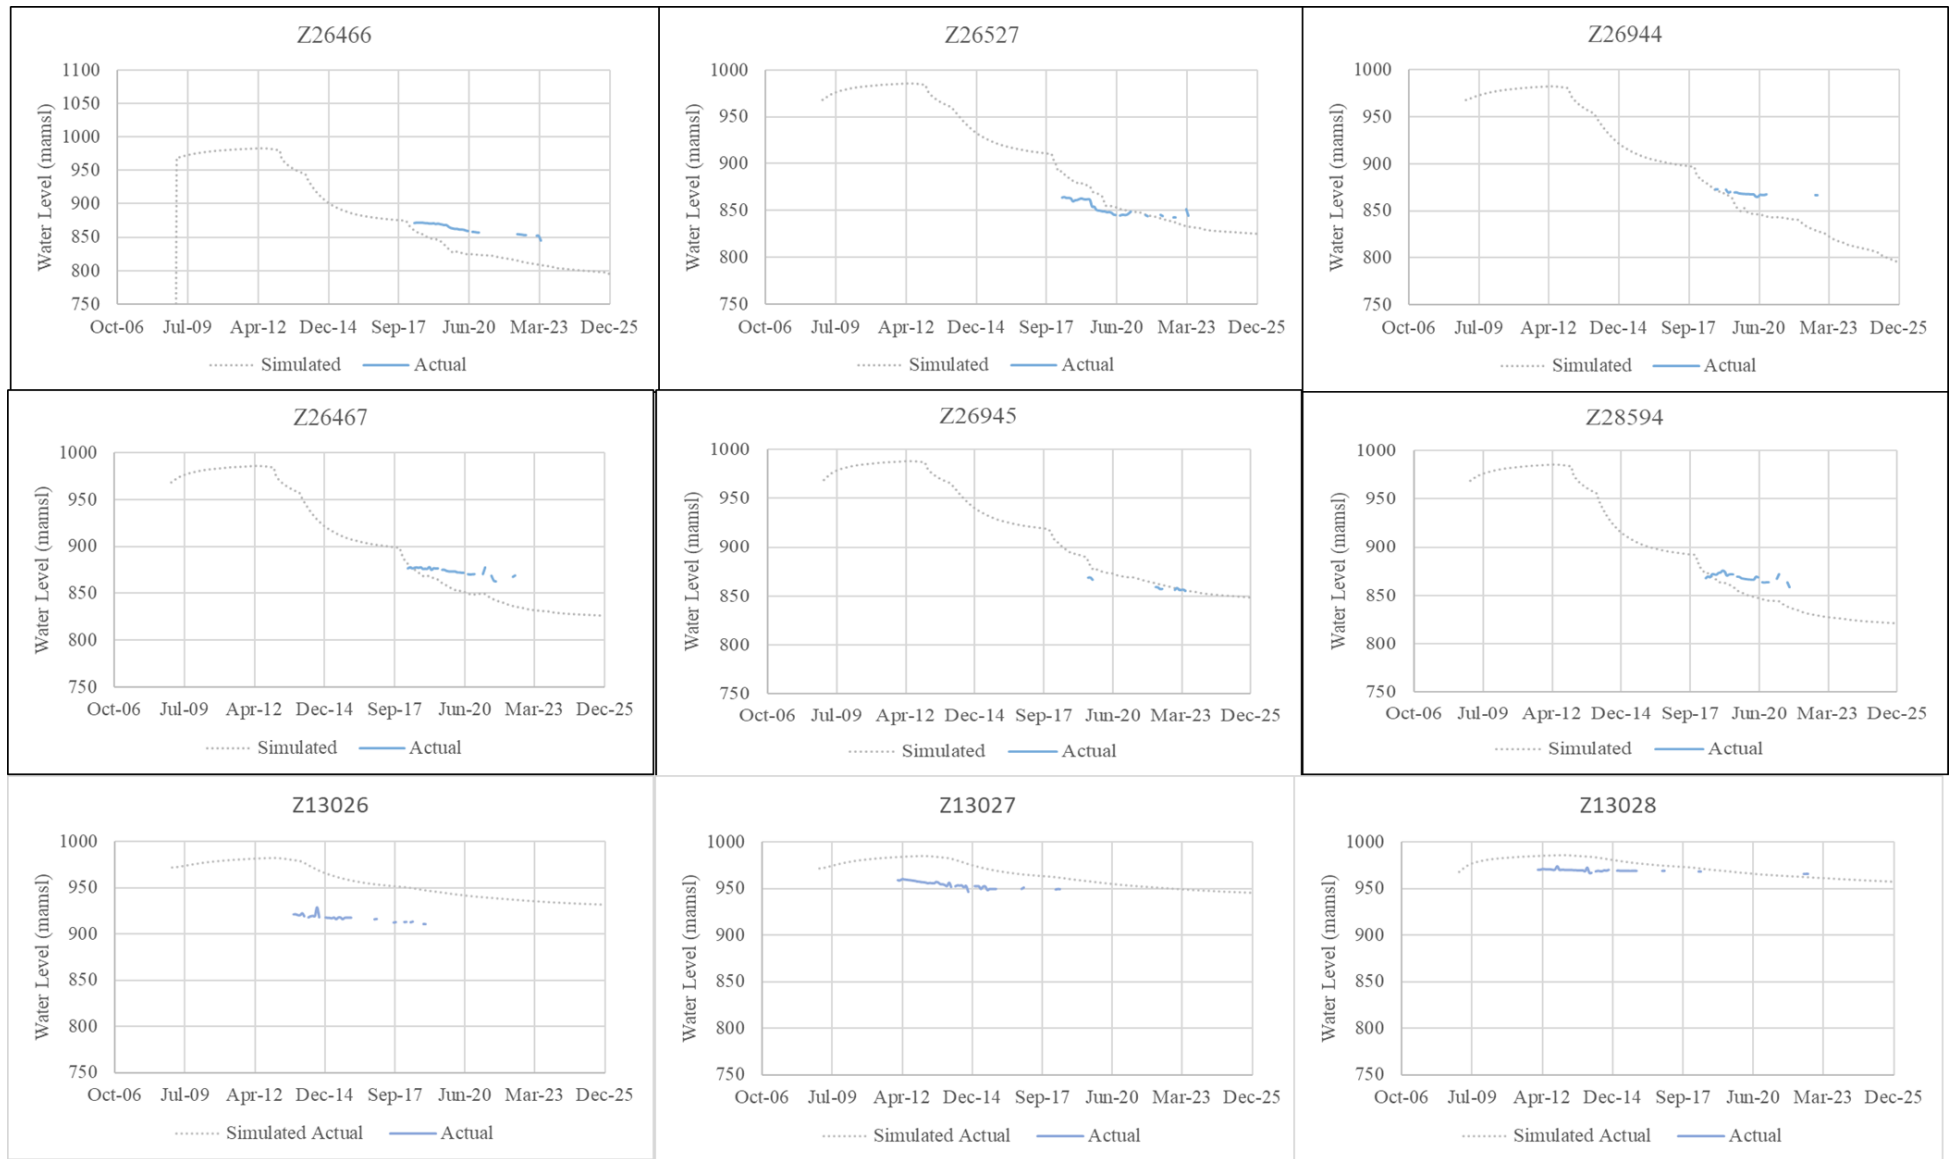 Z26466
Water Level (mamsl)
1100
1050
1000
950
900
850
800
750
Oct-06 Jul-09 Apr-12 Dec-14 Sep-17 Jun-20 Mar-23 Dec-25
Simulated Actual
Z26527
Water Level (mamsl)
1000
950
900
850
800
750
Oct-06 Jul-09 Apr-12 Dec-14 Sep-17 Jun-20 Mar-23 Dec-25
Simulated Actual
Z26944
Water Level (mamsl)
1000
950
900
850
800
750
Oct-06 Jul-09 Apr-12 Dec-14 Sep-17 Jun-20 Mar-23 Dec-25
Simulated Actual
Z26467
Water Level (mamsl)
1000
950
900
850
800
750
Oct-06 Jul-09 Apr-12 Dec-14 Sep-17 Jun-20 Mar-23 Dec-25
Simulated Actual
Z26945
Water Level (mamsl)
1000
950
900
850
800
750
Oct-06 Jul-09 Apr-12 Dec-14 Sep-17 Jun-20 Mar-23 Dec-25
Simulated Actual
Z28594
Water Level (mamsl)
1000
950
900
850
800
750
Oct-06 Jul-09 Apr-12 Dec-14 Sep-17 Jun-20 Mar-23 Dec-25
Simulated Actual
Z13026
Water Level (mamsl)
1000
950
900
850
800
750
Oct-06 Jul-09 Apr-12 Dec-14 Sep-17 Jun-20 Mar-23 Dec-25
Simulated Actual Actual
Z13027
Water Level (mamsl)
1000
950
900
850
800
750
Oct-06 Jul-09 Apr-12 Dec-14 Sep-17 Jun-20 Mar-23 Dec-25
Simulated Actual Actual
Z13028
Water Level (mamsl)
1000
950
900
850
800
750
Oct-06 Jul-09 Apr-12 Dec-14 Sep-17 Jun-20 Mar-23 Dec-25
Simulated Actual Actual